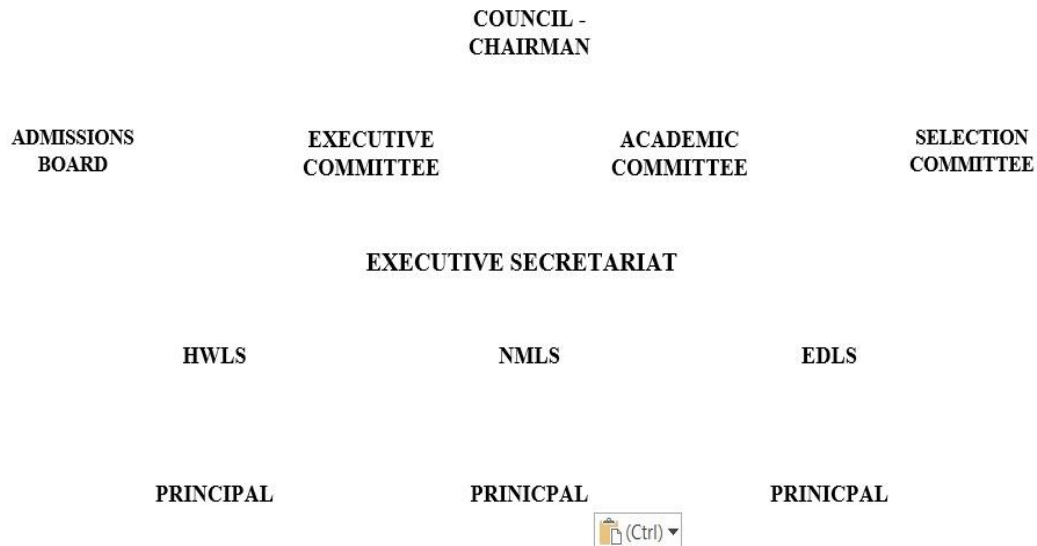 COUNCIL -
CHAIRMAN
ADMISSIONS
BOARD
EXECUTIVE
COMMITTEE
ACADEMIC
COMMITTEE
SELECTION
COMMITTEE
EXECUTIVE SECRETARIAT
HWLS
NMLS
EDLS
PRINCIPAL
PRINICPAL
PRINICPAL
(Ctrl)